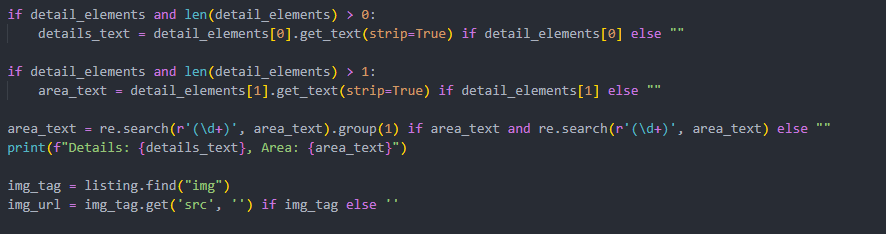 if detail_elements and len(detail_elements) > 0:
    details_text = detail_elements[0].get_text(strip=True) if detail_elements[0] else ""

if detail_elements and len(detail_elements) > 1:
    area_text = detail_elements[1].get_text(strip=True) if detail_elements[1] else ""

area_text = re.search(r'(\d+)', area_text).group(1) if area_text and re.search(r'(\d+)', area_text) else ""
print(f"Details: {details_text}, Area: {area_text}")

img_tag = listing.find("img")
img_url = img_tag.get('src', '') if img_tag else ''